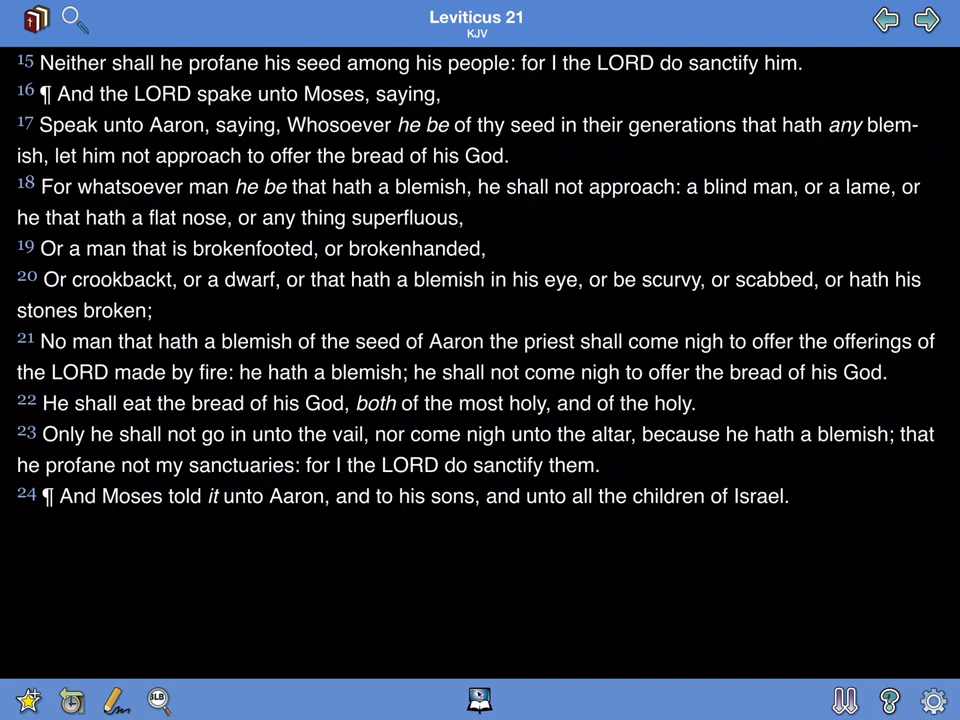 Leviticus 21
KJV
15 Neither shall he profane his seed among his people: for I the LORD do sanctify him.
16 ¶ And the LORD spake unto Moses, saying,
17 Speak unto Aaron, saying, Whosoever he be of thy seed in their generations that hath any blem-
ish, let him not approach to offer the bread of his God.
18 For whatsoever man he be that hath a blemish, he shall not approach: a blind man, or a lame, or
he that hath a flat nose, or any thing superfluous,
19 Or a man that is brokenfooted, or brokenhanded,
20 Or crookbackt, or a dwarf, or that hath a blemish in his eye, or be scurvy, or scabbed, or hath his
stones broken;
21 No man that hath a blemish of the seed of Aaron the priest shall come nigh to offer the offerings of
the LORD made by fire: he hath a blemish; he shall not come nigh to offer the bread of his God.
22 He shall eat the bread of his God, both of the most holy, and of the holy.
23 Only he shall not go in unto the vail, nor come nigh unto the altar, because he hath a blemish; that
he profane not my sanctuaries: for I the LORD do sanctify them.
24 ¶ And Moses told it unto Aaron, and to his sons, and unto all the children of Israel.
BLB